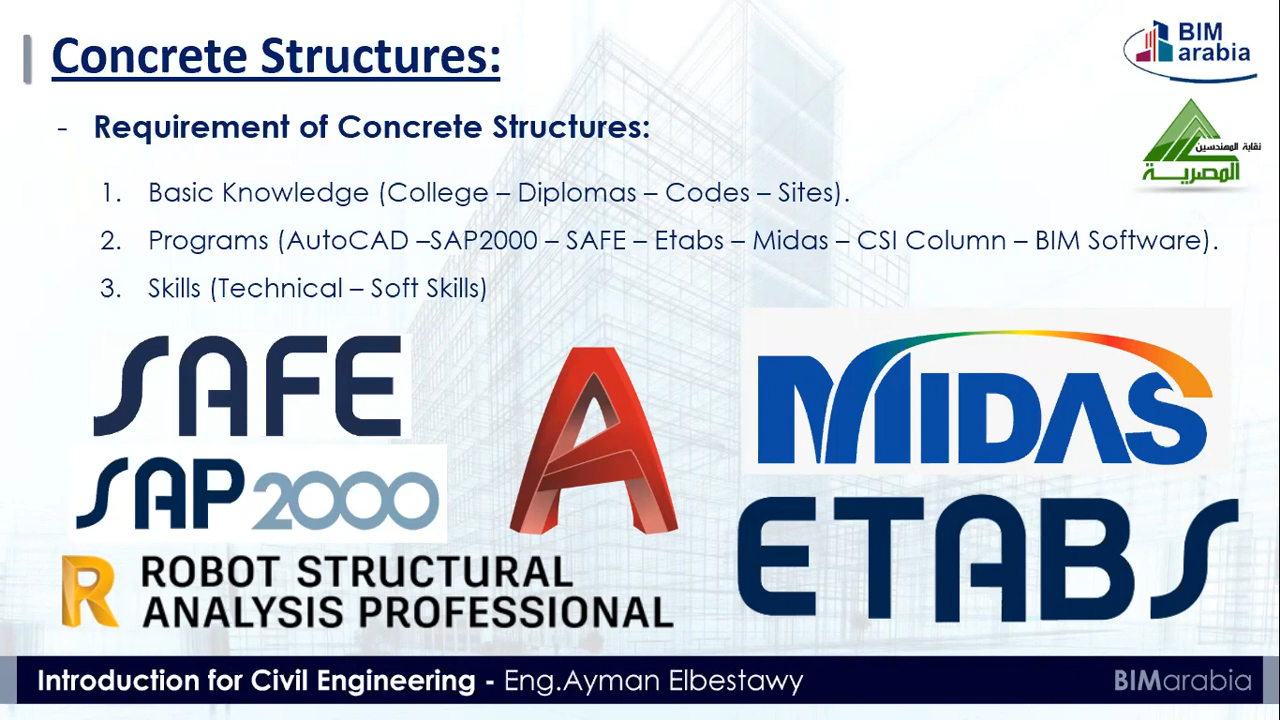 Concrete Structures:
BIM
arabia
- Requirement of Concrete Structures:
نقابة المهندسين
المصرية
1. Basic Knowledge (College – Diplomas – Codes – Sites).
2. Programs (AutoCAD –SAP2000 – SAFE – Etabs – Midas – CSI Column – BIM Software).
3. Skills (Technical – Soft Skills)
SAFE
MIDAS
SAP2000
ETABS
ROBOT STRUCTURAL
ANALYSIS PROFESSIONAL
Introduction for Civil Engineering - Eng.Ayman Elbestawy
BIMarabia